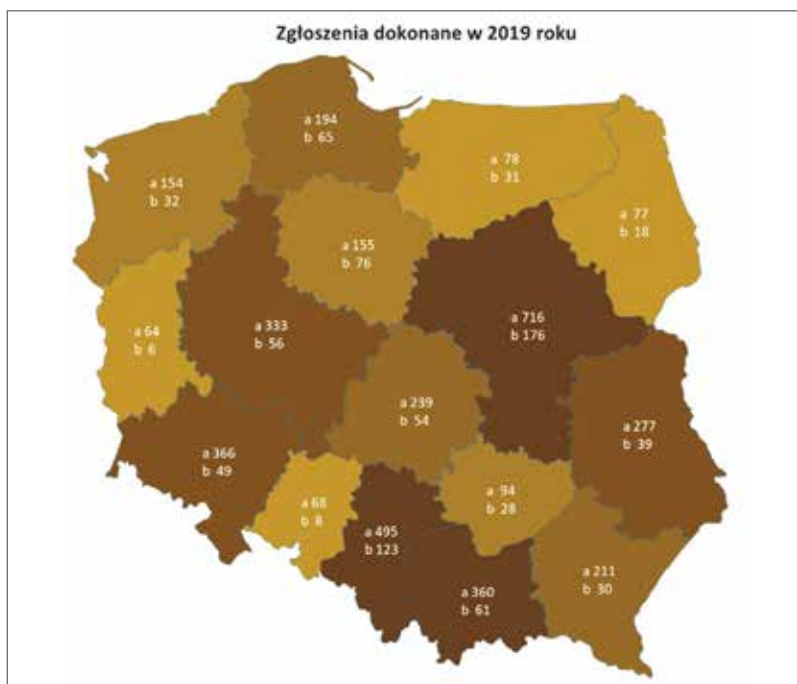 Zgłoszenia dokonane w 2019 roku
a 194
b 65
a 78
b 31
a 154
b 32
a 77
b 18
a 155
b 76
a 716
b 176
a 64
b 6
a 333
b 56
a 239
b 54
a 277
b 39
a 366
b 49
a 94
b 28
a 68
b 8
a 495
b 123
a 211
b 30
a 360
b 61